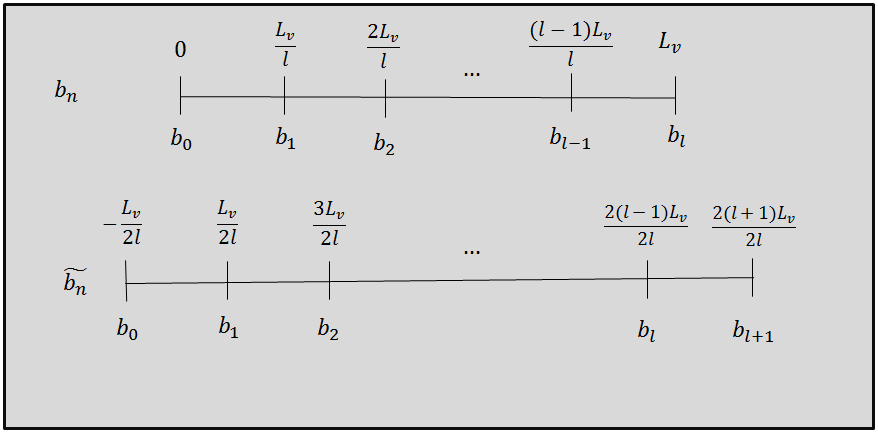 0 L_v/l 2L_v/l ... (l − 1)L_v/l L_v
b_n
b_0 b_1 b_2 b_{l−1} b_l
−L_v/2l L_v/2l 3L_v/2l ... 2(l − 1)L_v/2l 2(l + 1)L_v/2l
\widetilde{b_n}
b_0 b_1 b_2 b_l b_{l+1}